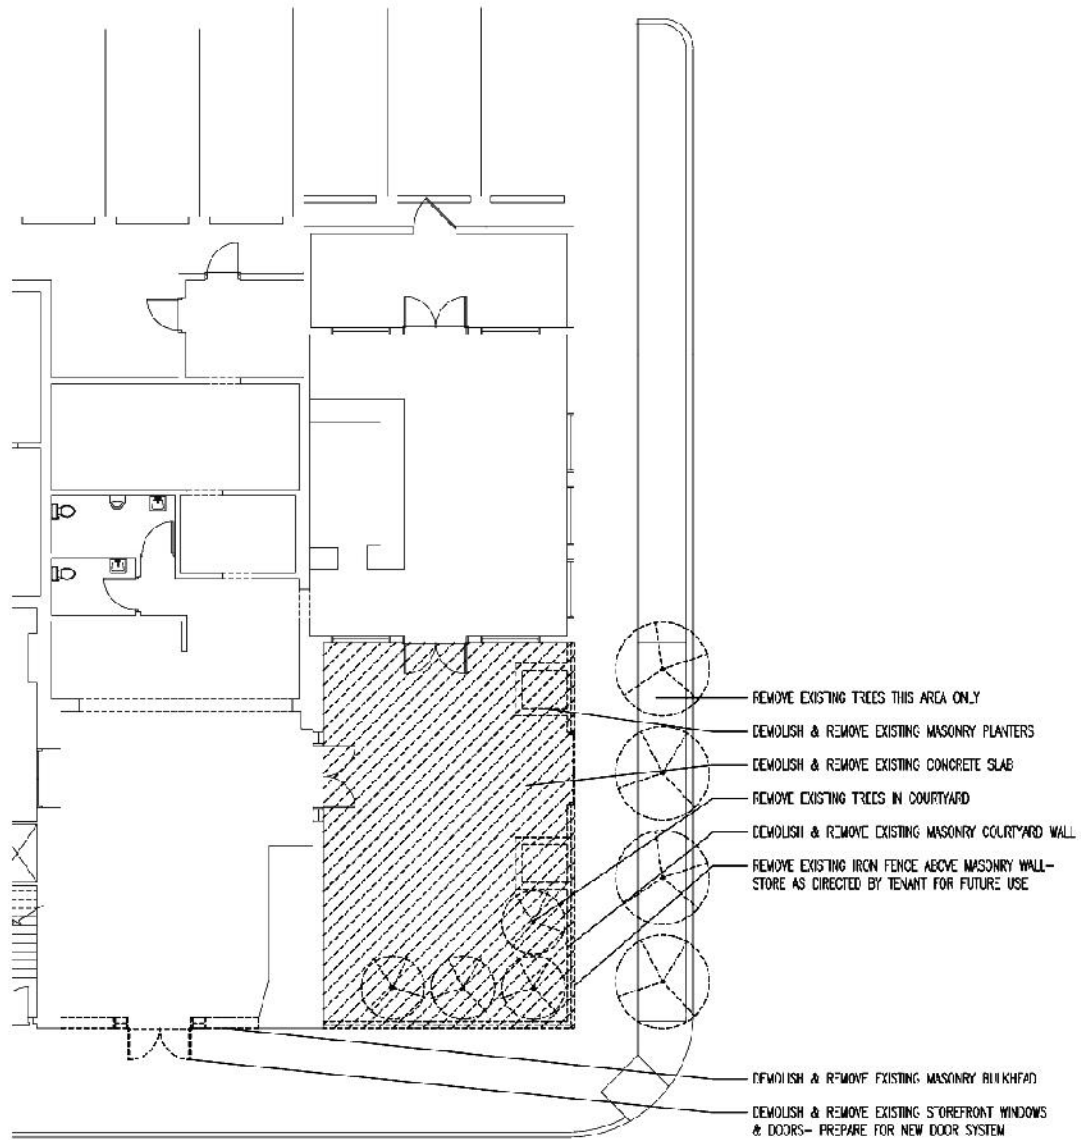 REMOVE EXISTING TREES THIS AREA ONLY
DEMOLISH & REMOVE EXISTING MASONRY PLANTERS
DEMOLISH & REMOVE EXISTING CONCRETE SLAB
REMOVE EXISTING TREES IN COURTYARD
DEMOLISH & REMOVE EXISTING MASONRY COURTYARD WALL
REMOVE EXISTING IRON FENCE ABOVE MASONRY WALL-
STORE AS DIRECTED BY TENANT FOR FUTURE USE
DEMOLISH & REMOVE EXISTING MASONRY BULKHEAD
DEMOLISH & REMOVE EXISTING STOREFRONT WINDOWS
& DOORS- PREPARE FOR NEW DOOR SYSTEM